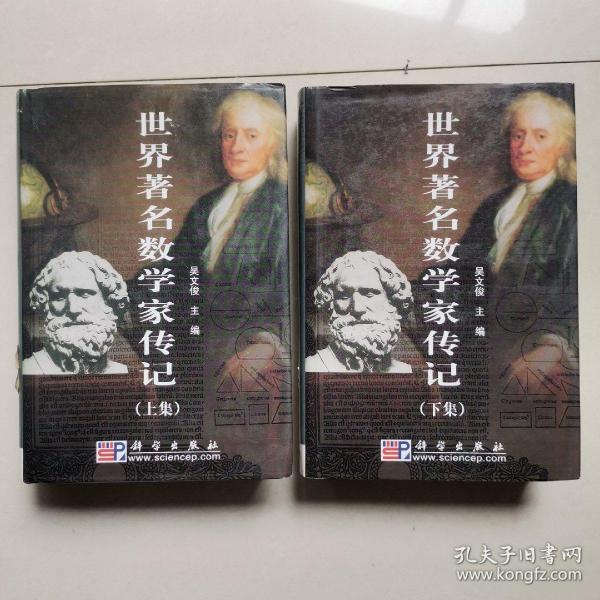 世界著名数学家传记
吴文俊 主编
(上集)
科学出版社
www.sciencep.com
世界著名数学家传记
吴文俊 主编
(下集)
科学出版社
www.sciencep.com
孔夫子旧书网
www.kongfz.com